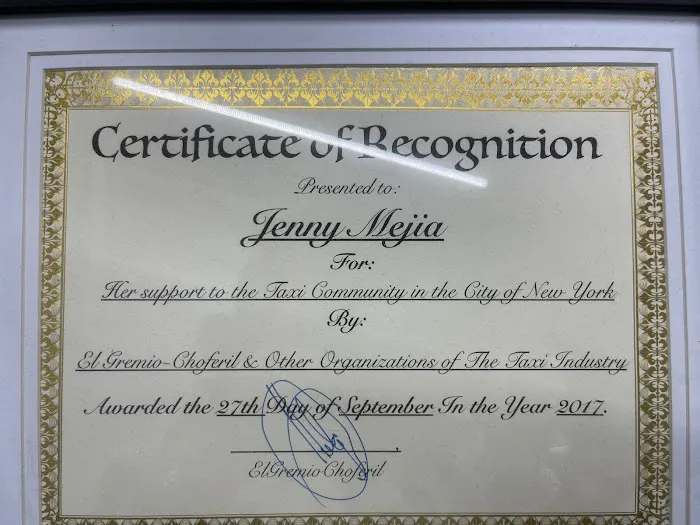 Certificate of Recognition
Presented to:
Jenny Mejia
For:
Her support to the Taxi Community in the City of New York
By:
El Gremio-Choferil & Other Organizations of The Taxi Industry
Awarded the 27th Day of September In the Year 2017.
ElGremio Choferil